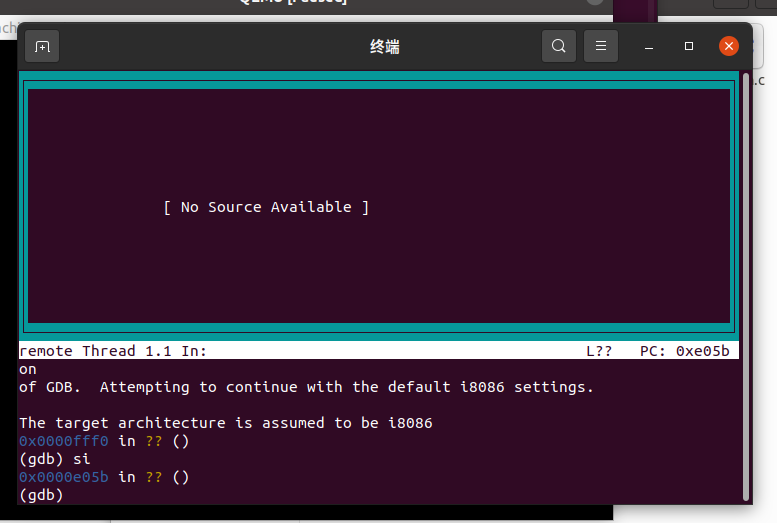 QEMU [Paused]
achi
终端
.c
[ No Source Available ]
remote Thread 1.1 In: L?? PC: 0xe05b
on
of GDB.  Attempting to continue with the default i8086 settings.
The target architecture is assumed to be i8086
0x0000fff0 in ?? ()
(gdb) si
0x0000e05b in ?? ()
(gdb)